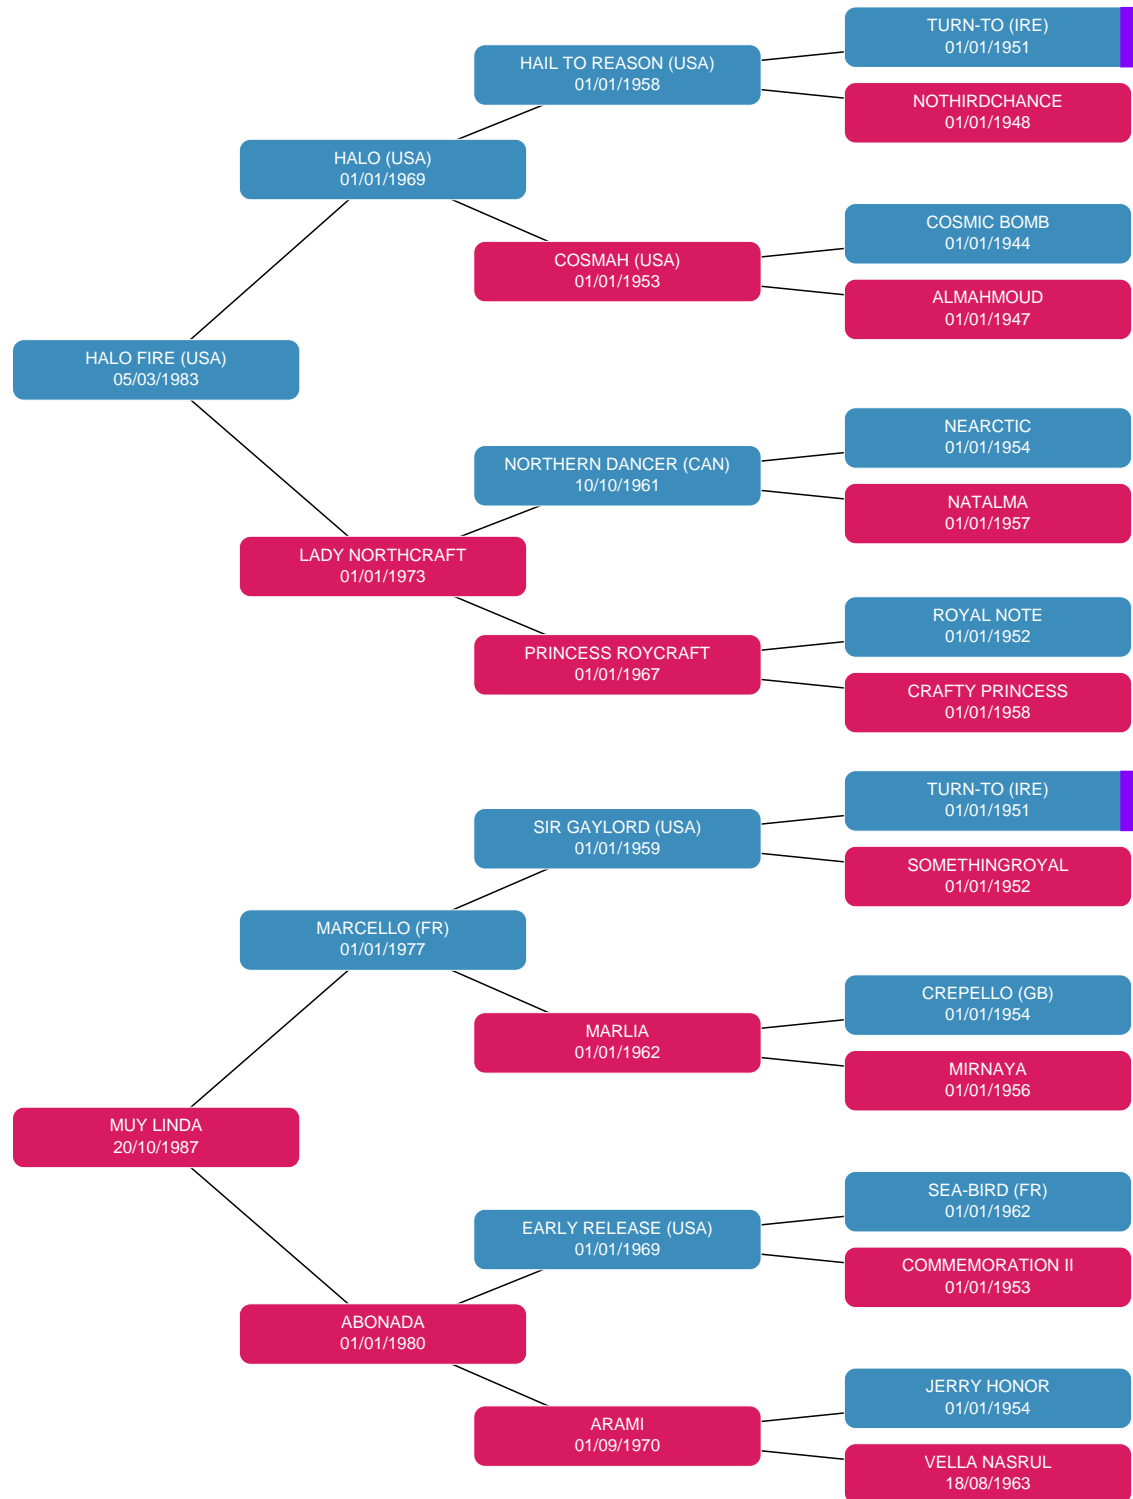 TURN-TO (IRE)
01/01/1951
HAIL TO REASON (USA)
01/01/1958
NOTHIRDCHANCE
01/01/1948
HALO (USA)
01/01/1969
COSMIC BOMB
01/01/1944
COSMAH (USA)
01/01/1953
ALMAHMOUD
01/01/1947
HALO FIRE (USA)
05/03/1983
NEARCTIC
01/01/1954
NORTHERN DANCER (CAN)
10/10/1961
NATALMA
01/01/1957
LADY NORTHCRAFT
01/01/1973
ROYAL NOTE
01/01/1952
PRINCESS ROYCRAFT
01/01/1967
CRAFTY PRINCESS
01/01/1958
TURN-TO (IRE)
01/01/1951
SIR GAYLORD (USA)
01/01/1959
SOMETHINGROYAL
01/01/1952
MARCELLO (FR)
01/01/1977
CREPELLO (GB)
01/01/1954
MARLIA
01/01/1962
MIRNAYA
01/01/1956
MUY LINDA
20/10/1987
SEA-BIRD (FR)
01/01/1962
EARLY RELEASE (USA)
01/01/1969
COMMEMORATION II
01/01/1953
ABONADA
01/01/1980
JERRY HONOR
01/01/1954
ARAMI
01/09/1970
VELLA NASRUL
18/08/1963